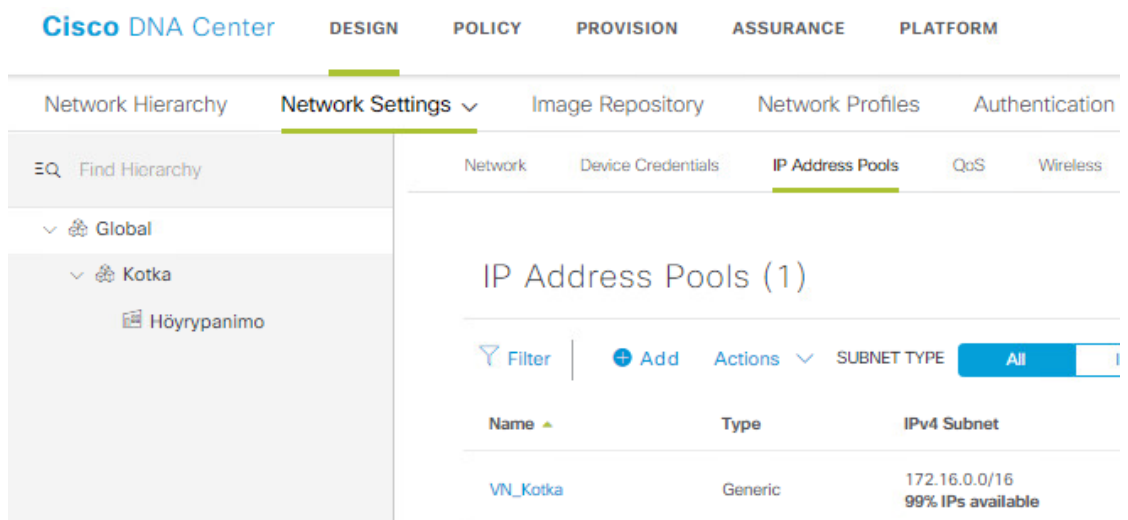 Cisco DNA Center DESIGN POLICY PROVISION ASSURANCE PLATFORM
Network Hierarchy Network Settings Image Repository Network Profiles Authentication
Find Hierarchy
Network Device Credentials IP Address Pools QoS Wireless
Global
Kotka
Höyrypanimo
IP Address Pools (1)
Filter Add Actions SUBNET TYPE All
Name Type IPv4 Subnet
VN_Kotka Generic 172.16.0.0/16
99% IPs available